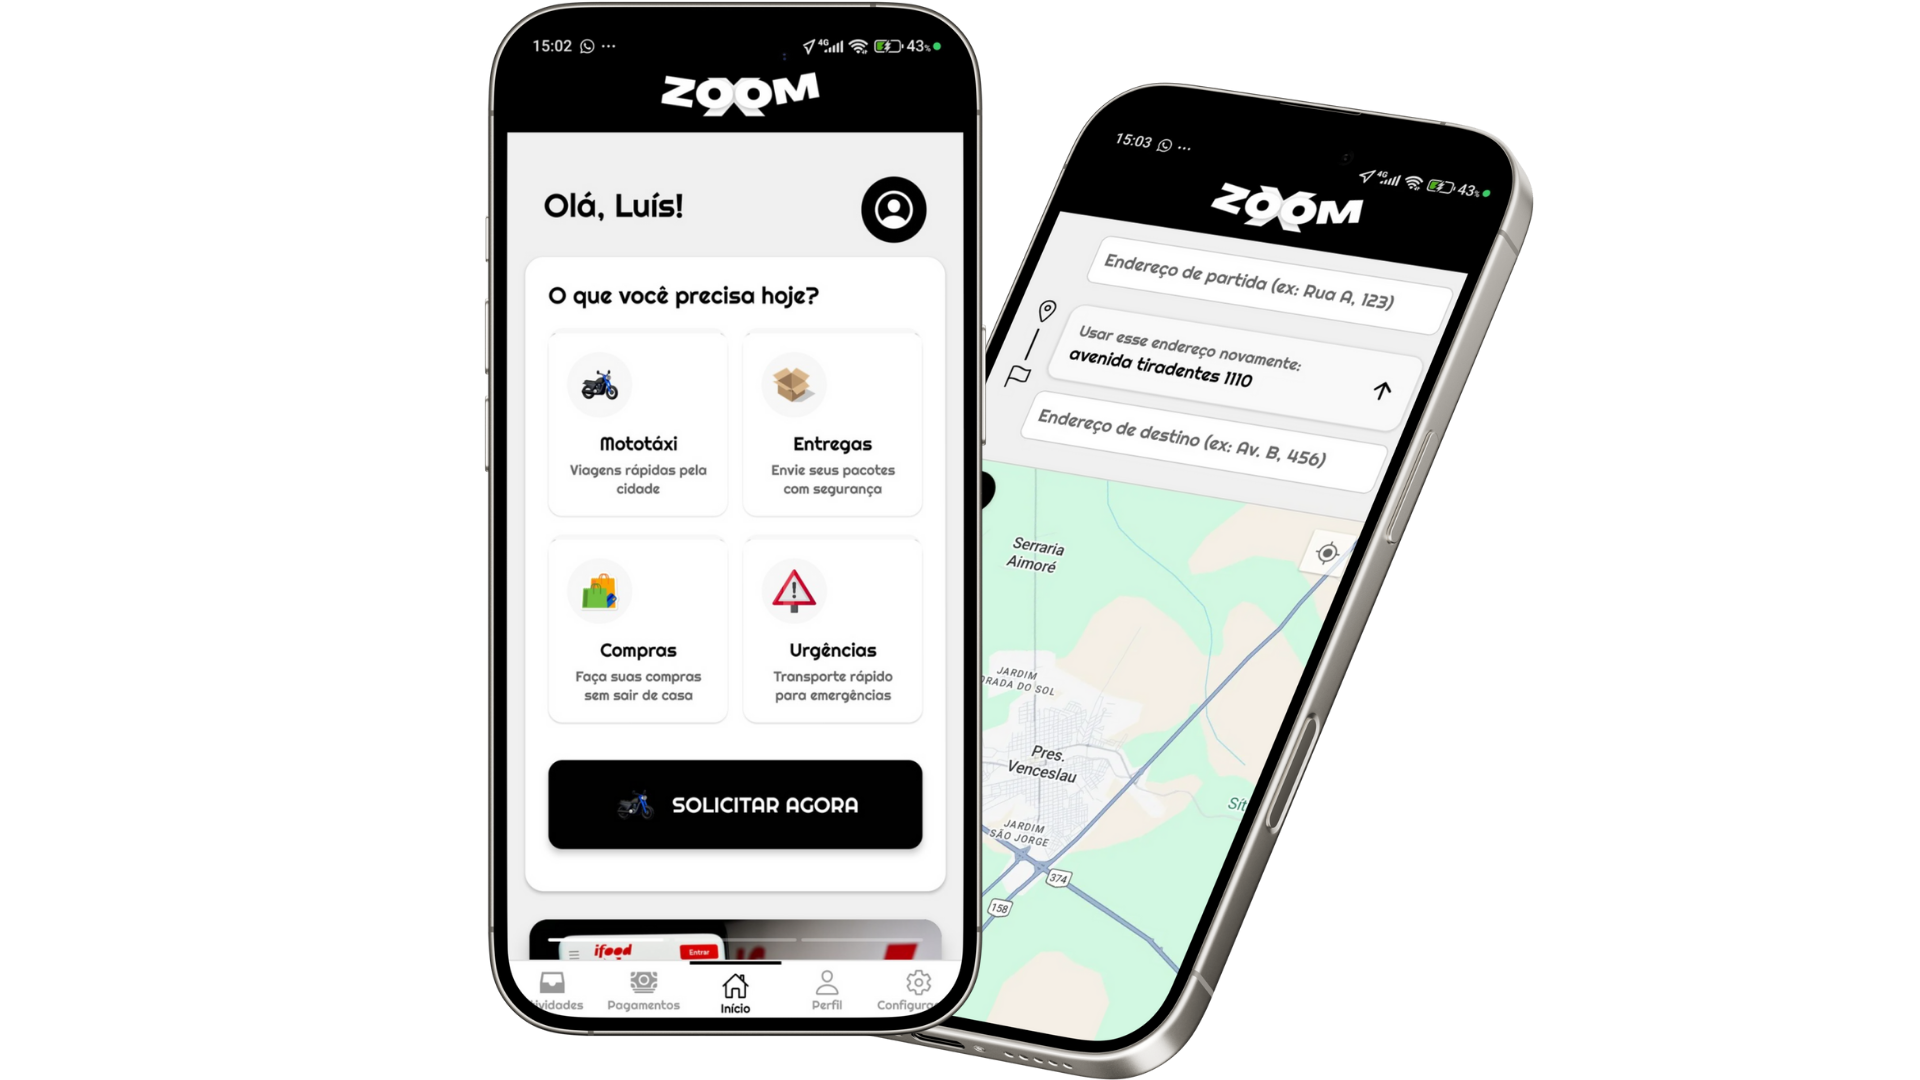 15:02
4G
43%
ZOOM
Olá, Luís!
O que você precisa hoje?
Mototáxi
Viagens rápidas pela
cidade
Entregas
Envie seus pacotes
com segurança
Compras
Faça suas compras
sem sair de casa
Urgências
Transporte rápido
para emergências
SOLICITAR AGORA
ifood
Entrar
ividades
Pagamentos
Início
Perfil
Configura
15:03
4G
43%
ZOOM
Endereço de partida (ex: Rua A, 123)
Usar esse endereço novamente:
avenida tiradentes 1110
Endereço de destino (ex: Av. B, 456)
Serraria
Aimoré
JARDIM
ORADA DO SOL
Pres.
Venceslau
Sít
JARDIM
SÃO JORGE
374
158